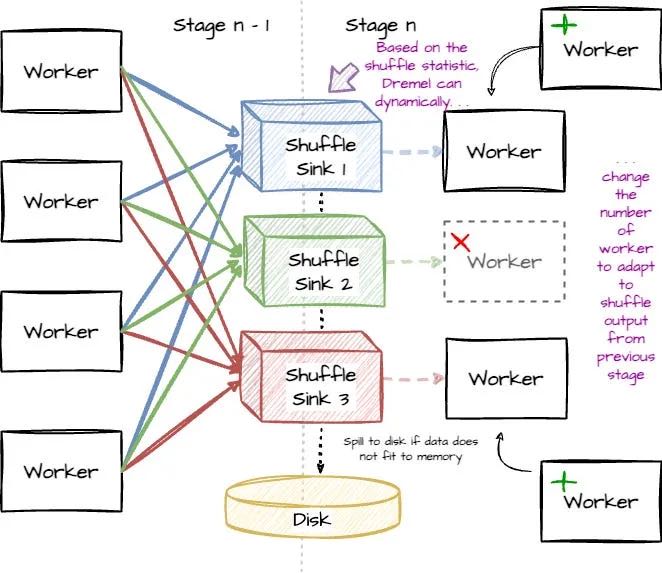 Stage n - 1
Stage n
Based on the
shuffle statistic,
Dremel can
dynamically. . .
Worker
Worker
Worker
Worker
Shuffle
Sink 1
Shuffle
Sink 2
Shuffle
Sink 3
Spill to disk if data does
not fit to memory
Disk
Worker
Worker
Worker
Worker
Worker
. . .
change
the
number
of
worker
to adapt
to
shuffle
output
from
previous
stage